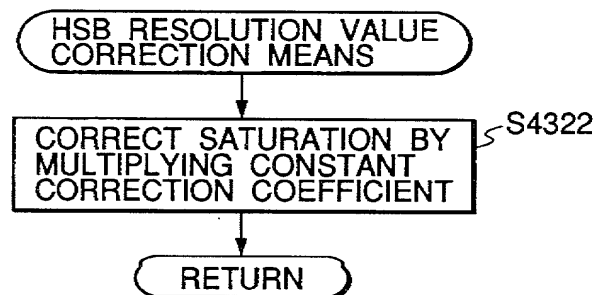 HSB RESOLUTION VALUE
CORRECTION MEANS
CORRECT SATURATION BY
MULTIPLYING CONSTANT
CORRECTION COEFFICIENT
S4322
RETURN